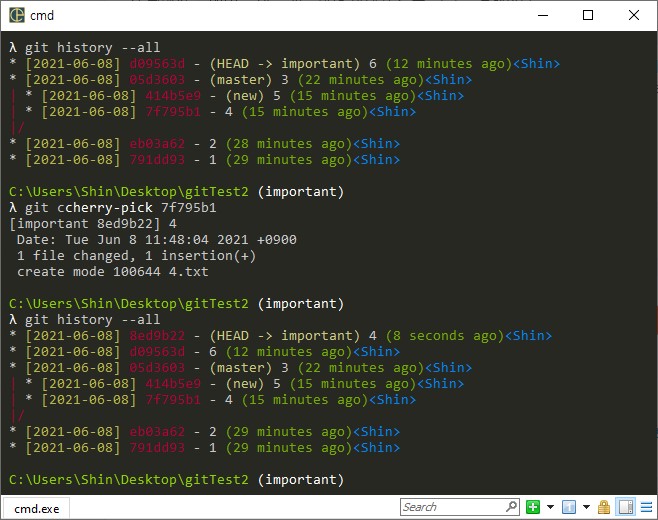 cmd
λ git history --all
* [2021-06-08] d09563d - (HEAD -> important) 6 (12 minutes ago)<Shin>
* [2021-06-08] 05d3603 - (master) 3 (22 minutes ago)<Shin>
| * [2021-06-08] 414b5e9 - (new) 5 (15 minutes ago)<Shin>
| * [2021-06-08] 7f795b1 - 4 (15 minutes ago)<Shin>
|/
* [2021-06-08] eb03a62 - 2 (28 minutes ago)<Shin>
* [2021-06-08] 791dd93 - 1 (29 minutes ago)<Shin>
C:\Users\Shin\Desktop\gitTest2 (important)
λ git ccherry-pick 7f795b1
[important 8ed9b22] 4
Date: Tue Jun 8 11:48:04 2021 +0900
1 file changed, 1 insertion(+)
create mode 100644 4.txt
C:\Users\Shin\Desktop\gitTest2 (important)
λ git history --all
* [2021-06-08] 8ed9b22 - (HEAD -> important) 4 (8 seconds ago)<Shin>
* [2021-06-08] d09563d - 6 (12 minutes ago)<Shin>
* [2021-06-08] 05d3603 - (master) 3 (22 minutes ago)<Shin>
| * [2021-06-08] 414b5e9 - (new) 5 (15 minutes ago)<Shin>
| * [2021-06-08] 7f795b1 - 4 (15 minutes ago)<Shin>
|/
* [2021-06-08] eb03a62 - 2 (29 minutes ago)<Shin>
* [2021-06-08] 791dd93 - 1 (29 minutes ago)<Shin>
C:\Users\Shin\Desktop\gitTest2 (important)
cmd.exe
Search